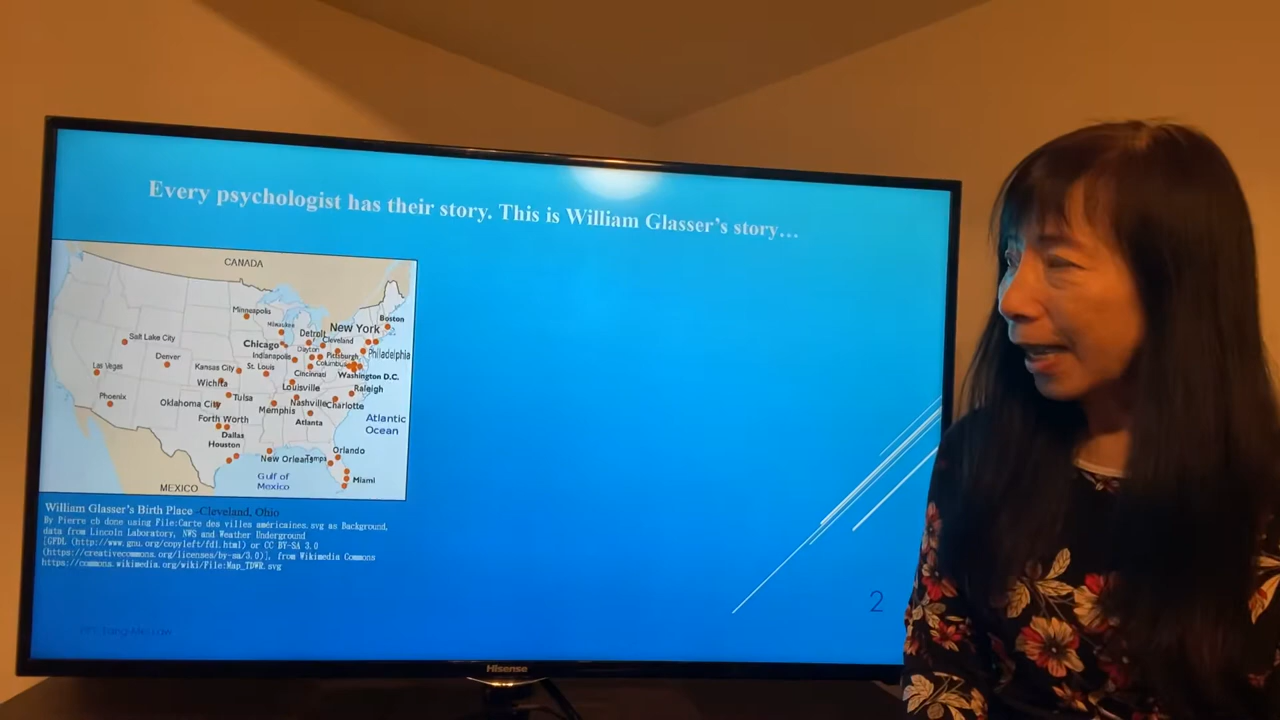 Every psychologist has their story. This is William Glasser's story…
CANADA
Minneapolis
Boston
Milwaukee
New York
Detroit
Cleveland
Salt Lake City
Chicago
Dayton
Philadelphia
Denver
Indianapolis
Pittsburgh
Las Vegas
Kansas City
St. Louis
Columbus
Cincinnati
Washington D.C.
Wichita
Louisville
Raleigh
Phoenix
Tulsa
Oklahoma City
Nashville
Charlotte
Memphis
Forth Worth
Atlanta
Atlantic
Ocean
Dallas
Houston
Orlando
New Orleans
Gulf of
Mexico
Miami
MEXICO
William Glasser's Birth Place -Cleveland, Ohio
By Pierre cb done using File:Carte des villes américaines.svg as Background,
data from Lincoln Laboratory, NWS and Weather Underground
[GFDL (http://www.gnu.org/copyleft/fdl.html) or CC BY-SA 3.0
(https://creativecommons.org/licenses/by-sa/3.0)], from Wikimedia Commons
https://commons.wikimedia.org/wiki/File:Map_TDWR.svg
2
Hisense